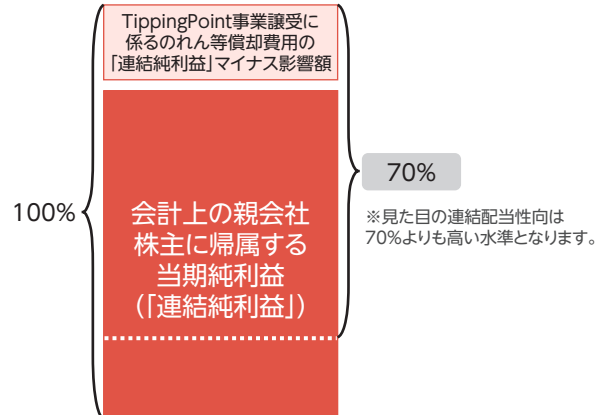 TippingPoint事業譲受に
係るのれん等償却費用の
「連結純利益」マイナス影響額
100%
会計上の親会社
株主に帰属する
当期純利益
(「連結純利益」)
70%
※見た目の連結配当性向は
70%よりも高い水準となります。